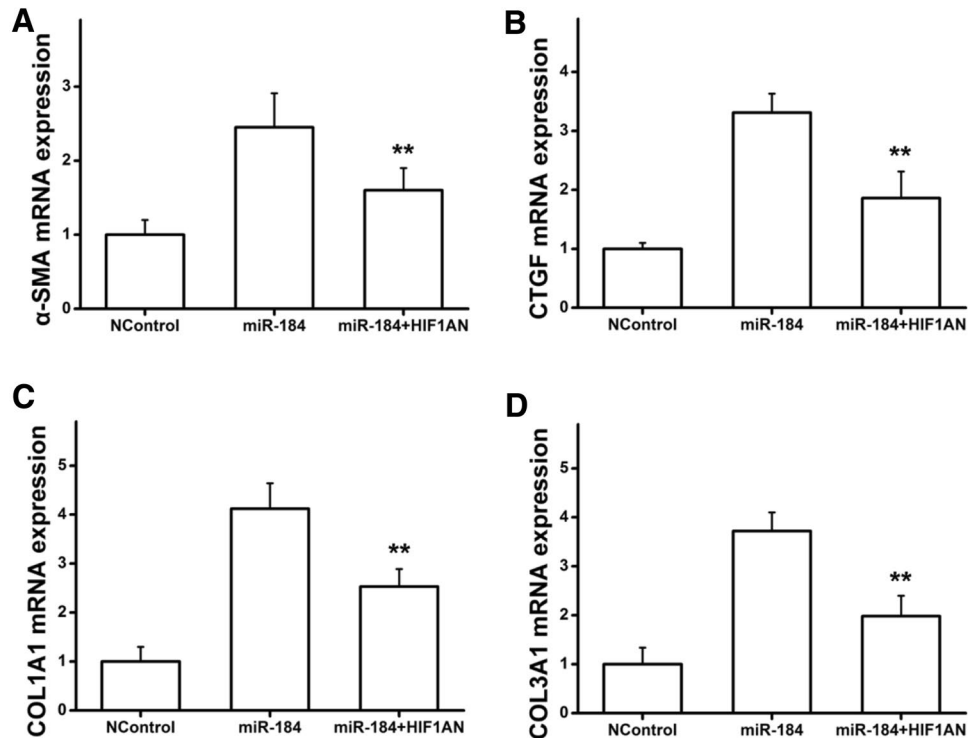 A
α-SMA mRNA expression
3
2
1
0
**
NControl
miR-184
miR-184+HIF1AN
B
CTGF mRNA expression
4
3
2
1
0
**
NControl
miR-184
miR-184+HIF1AN
C
COL1A1 mRNA expression
5
4
3
2
1
0
**
NControl
miR-184
miR-184+HIF1AN
D
COL3A1 mRNA expression
5
4
3
2
1
0
**
NControl
miR-184
miR-184+HIF1AN